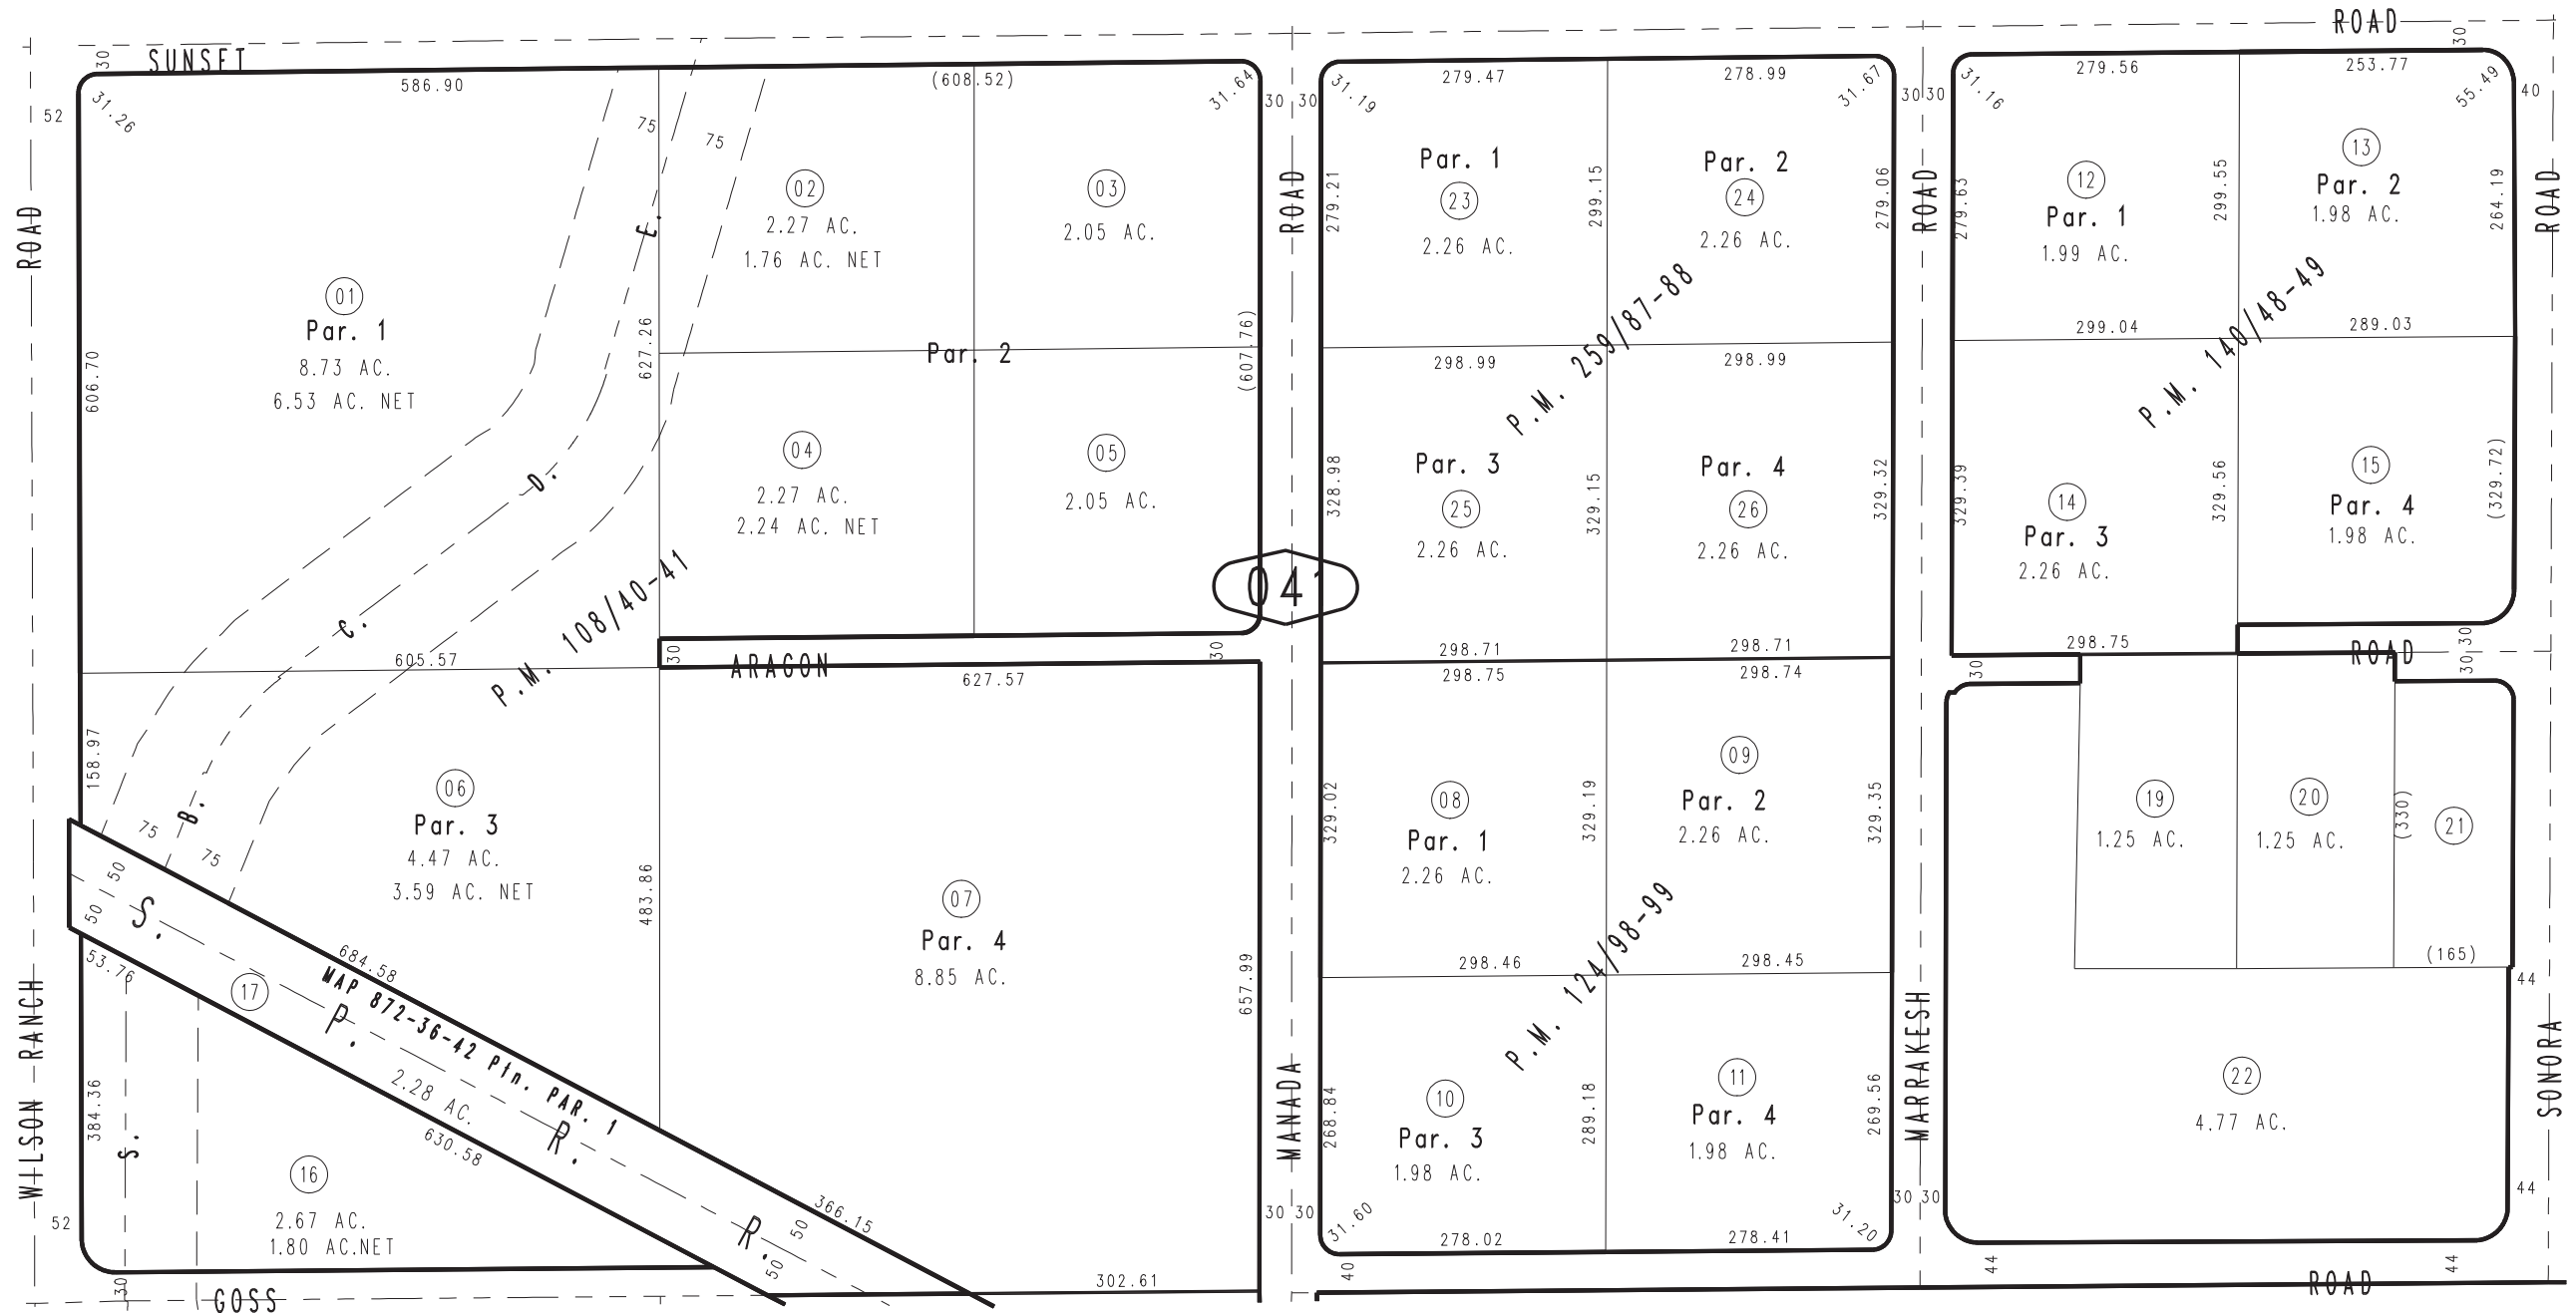 SUNSET
ROAD
30
30
52
31.26
586.90
(608.52)
31.64
30 30
31.19
279.47
278.99
31.67
30 30
31.16
279.56
253.77
55.49
40
ROAD
ROAD
ROAD
ROAD
75
75
01
Par. 1
8.73 AC.
6.53 AC. NET
606.70
627.26
02
2.27 AC.
1.76 AC. NET
03
2.05 AC.
Par. 2
(607.76)
04
2.27 AC.
2.24 AC. NET
05
2.05 AC.
B. C. D. E.
P.M. 108/40-41
605.57
30
ARAGON
30
627.57
041
279.21
Par. 1
23
2.26 AC.
299.15
Par. 2
24
2.26 AC.
279.06
298.99
298.99
P.M. 259/87-88
328.98
Par. 3
25
2.26 AC.
329.15
Par. 4
26
2.26 AC.
329.32
298.71
298.71
298.75
298.74
279.63
12
Par. 1
1.99 AC.
299.55
13
Par. 2
1.98 AC.
264.19
299.04
289.03
P.M. 140/48-49
329.39
14
Par. 3
2.26 AC.
329.56
15
Par. 4
1.98 AC.
(329.72)
298.75
30
ROAD
30
30
158.97
75
75
06
Par. 3
4.47 AC.
3.59 AC. NET
483.86
07
Par. 4
8.85 AC.
657.99
50
50
53.76
684.58
17
MAP 872-36-42 Ptn. PAR. 1
S. P. R. R.
2.28 AC.
630.58
366.15
50
50
384.36
S.
16
2.67 AC.
1.80 AC.NET
52
30
GOSS
302.61
WILSON RANCH
MANADA
30 30
329.02
08
Par. 1
2.26 AC.
329.19
09
Par. 2
2.26 AC.
329.35
298.46
298.45
P.M. 124/98-99
268.84
10
Par. 3
1.98 AC.
289.18
11
Par. 4
1.98 AC.
269.56
31.60
278.02
278.41
31.20
40
MARRAKESH
30 30
19
1.25 AC.
20
1.25 AC.
(330)
21
(165)
44
22
4.77 AC.
44
44
44
SONORA
ROAD